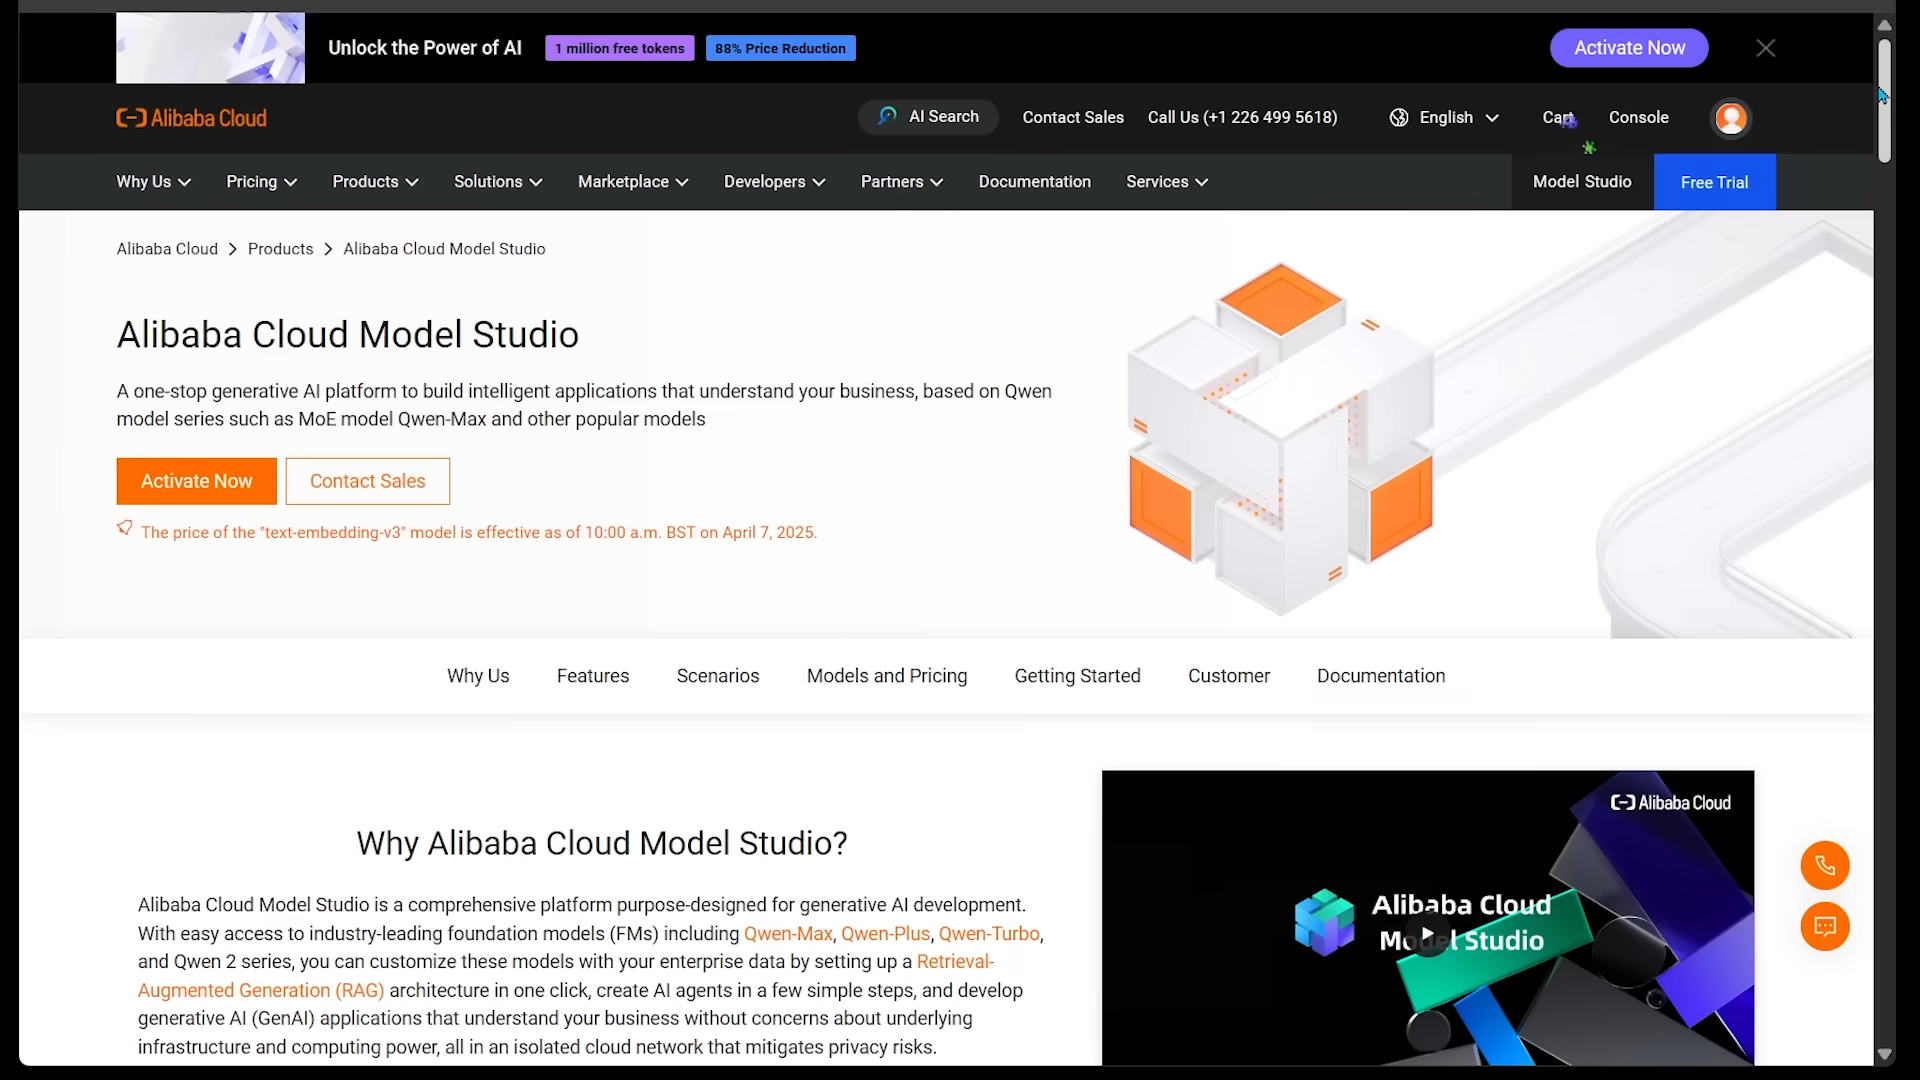 Unlock the Power of AI 1 million free tokens 88% Price Reduction Activate Now
Alibaba Cloud AI Search Contact Sales Call Us (+1 226 499 5618) English Cart Console
Why Us Pricing Products Solutions Marketplace Developers Partners Documentation Services Model Studio Free Trial
Alibaba Cloud > Products > Alibaba Cloud Model Studio
Alibaba Cloud Model Studio
A one-stop generative AI platform to build intelligent applications that understand your business, based on Qwen
model series such as MoE model Qwen-Max and other popular models
Activate Now Contact Sales
The price of the "text-embedding-v3" model is effective as of 10:00 a.m. BST on April 7, 2025.
Why Us Features Scenarios Models and Pricing Getting Started Customer Documentation
Why Alibaba Cloud Model Studio?
Alibaba Cloud Model Studio is a comprehensive platform purpose-designed for generative AI development.
With easy access to industry-leading foundation models (FMs) including Qwen-Max, Qwen-Plus, Qwen-Turbo,
and Qwen 2 series, you can customize these models with your enterprise data by setting up a Retrieval-
Augmented Generation (RAG) architecture in one click, create AI agents in a few simple steps, and develop
generative AI (GenAI) applications that understand your business without concerns about underlying
infrastructure and computing power, all in an isolated cloud network that mitigates privacy risks.
Alibaba Cloud
Alibaba Cloud
Model Studio